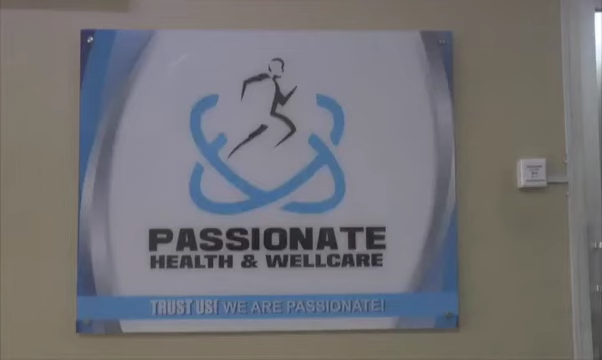 PASSIONATE
HEALTH & WELLCARE
TRUST US! WE ARE PASSIONATE!